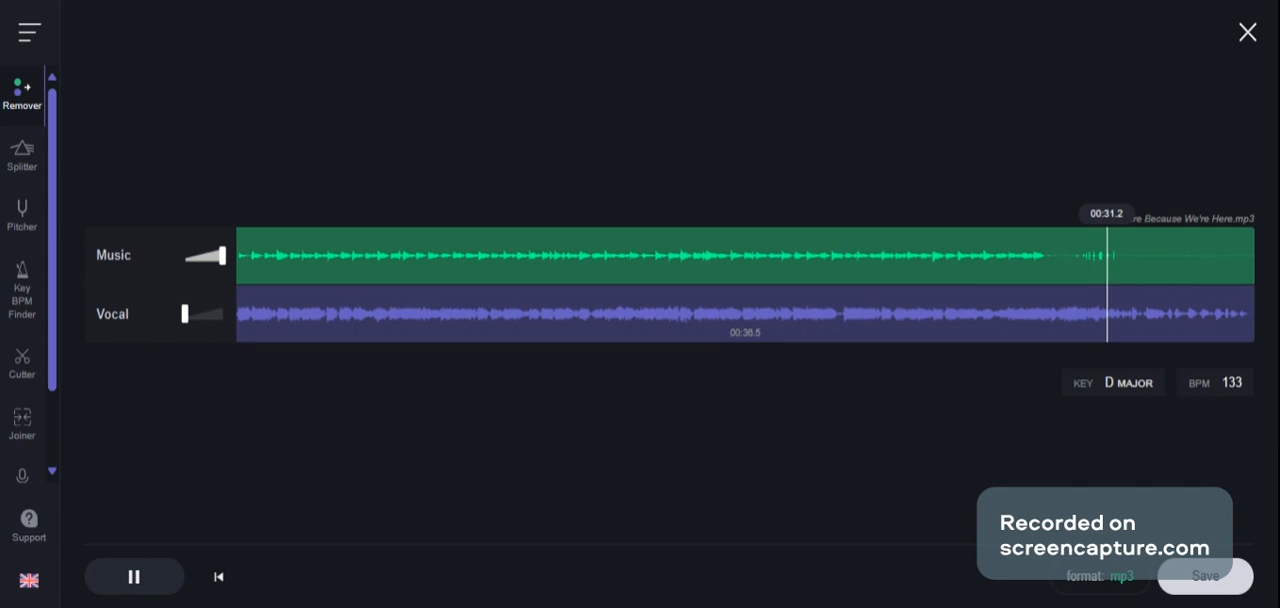 Remover
Splitter
Pitcher
Key
BPM
Finder
Cutter
Joiner
Support
00:31.2
re Because We're Here.mp3
Music
Vocal
00:36.5
KEY D MAJOR
BPM 133
Recorded on
screencapture.com
format: mp3
Save